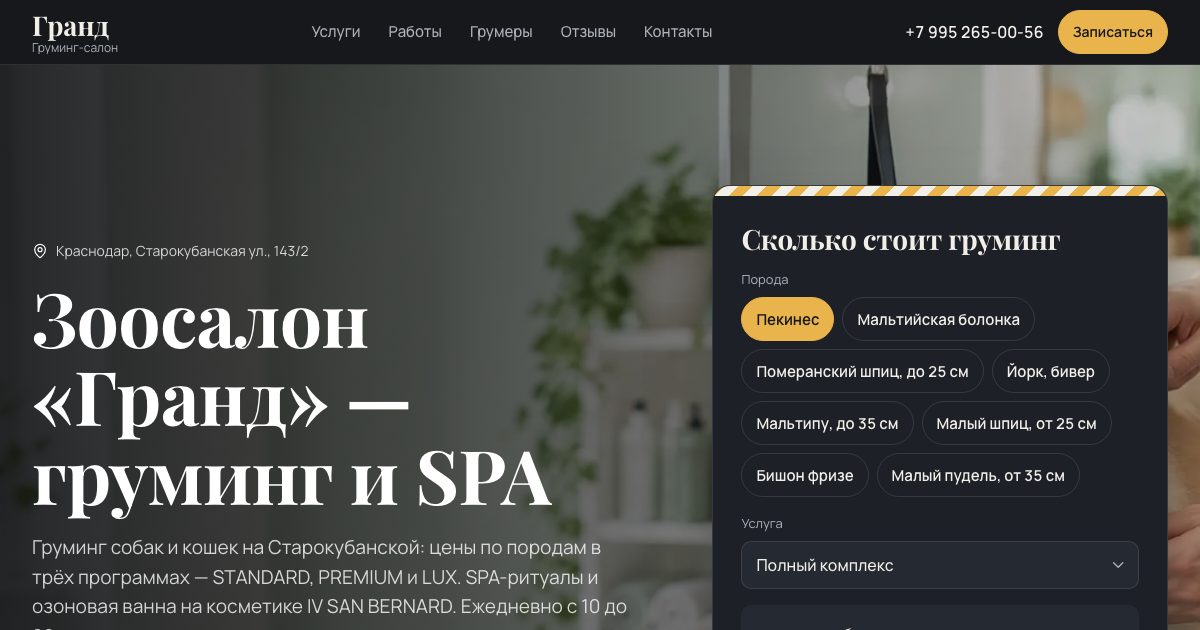 Гранд
Груминг-салон
Услуги
Работы
Грумеры
Отзывы
Контакты
+7 995 265-00-56
Записаться
Краснодар, Старокубанская ул., 143/2
Зоосалон
«Гранд» —
груминг и SPA
Груминг собак и кошек на Старокубанской: цены по породам в
трёх программах — STANDARD, PREMIUM и LUX. SPA-ритуалы и
озоновая ванна на косметике IV SAN BERNARD. Ежедневно с 10 до
Сколько стоит груминг
Порода
Пекинес
Мальтийская болонка
Померанский шпиц, до 25 см
Йорк, бивер
Мальтипу, до 35 см
Малый шпиц, от 25 см
Бишон фризе
Малый пудель, от 35 см
Услуга
Полный комплекс